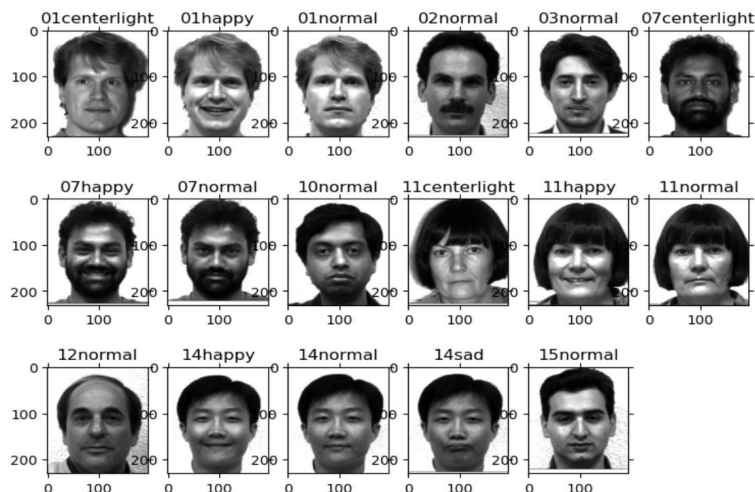 01centerlight 01happy 01normal 02normal 03normal 07centerlight
0 0 0 0 0 0
100 100 100 100 100 100
200 200 200 200 200 200
0 100 0 100 0 100 0 100 0 100 0 100
07happy 07normal 10normal 11centerlight 11happy 11normal
0 0 0 0 0 0
100 100 100 100 100 100
200 200 200 200 200 200
0 100 0 100 0 100 0 100 0 100 0 100
12normal 14happy 14normal 14sad 15normal
0 0 0 0 0
100 100 100 100 100
200 200 200 200 200
0 100 0 100 0 100 0 100 0 100